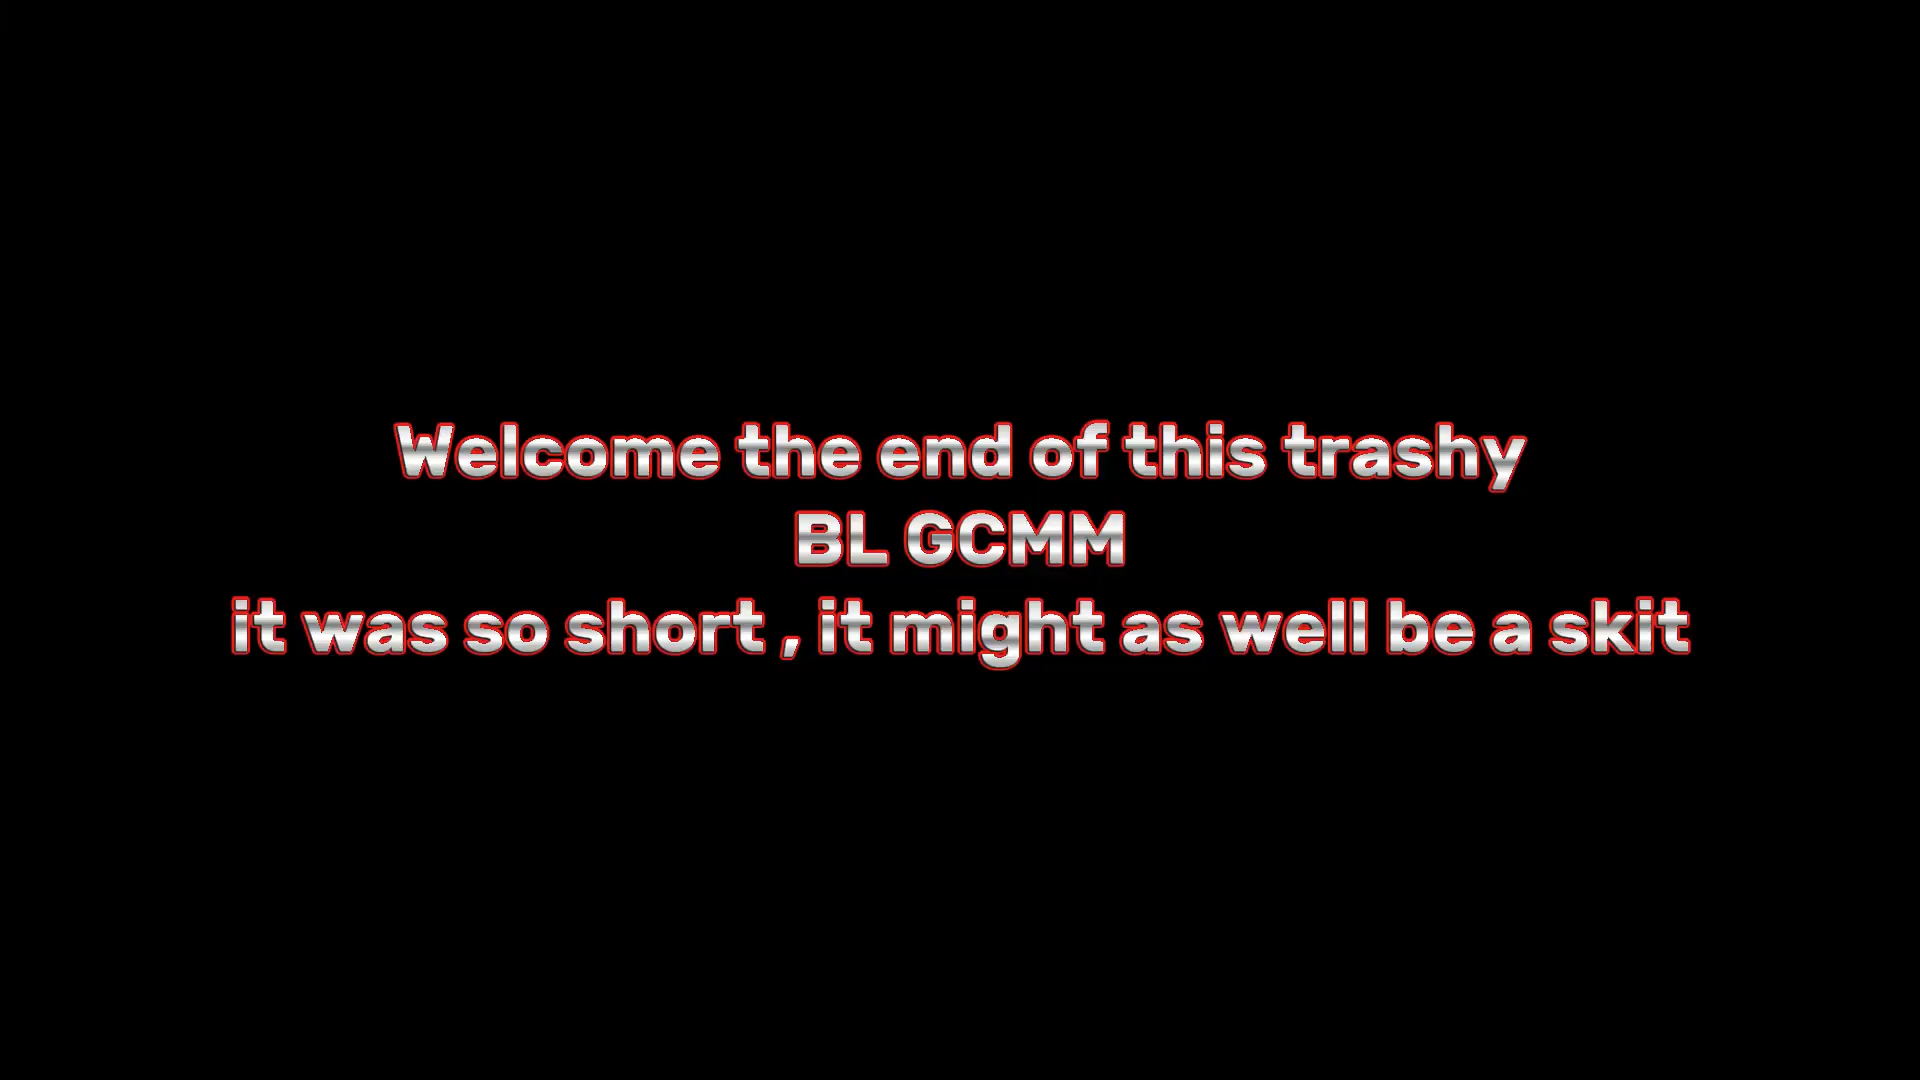 Welcome the end of this trashy
BL GCMM
it was so short , it might as well be a skit